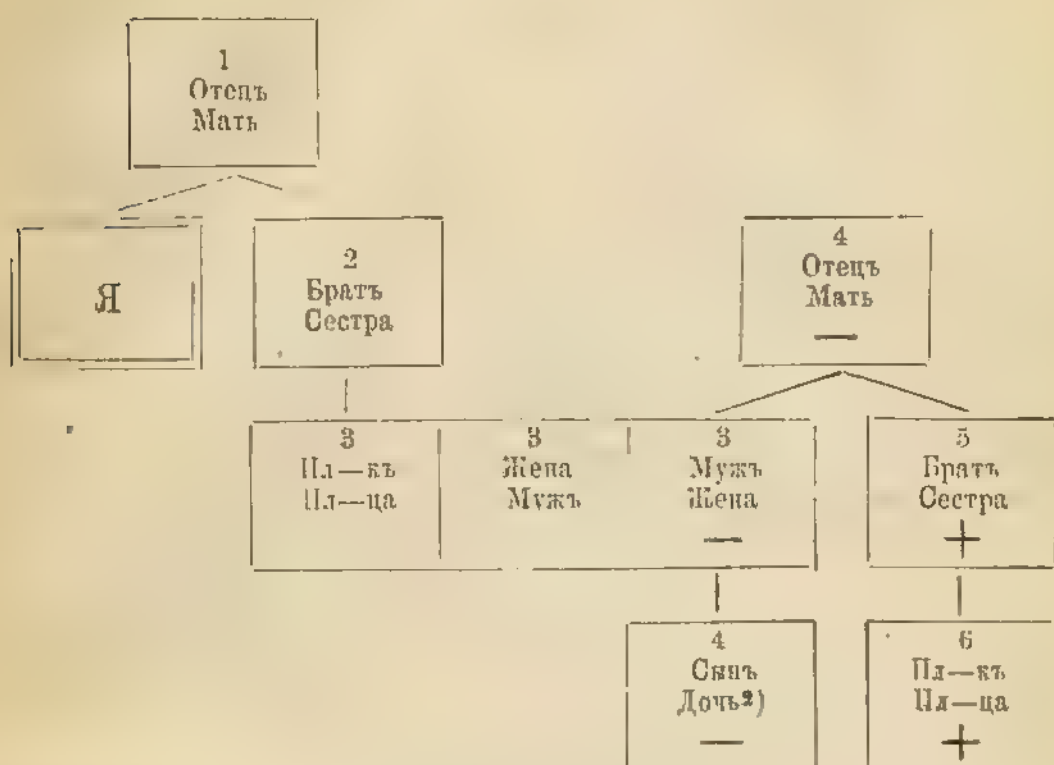 1
Отецъ
Мать
Я
2
Братъ
Сестра
4
Отецъ
Мать
—
3
Пл—къ
Пл—ца
3
Жена
Мужъ
3
Мужъ
Жена
—
5
Братъ
Сестра
+
4
Сынъ
Дочь²)
—
6
Пл—къ
Пл—ца
+